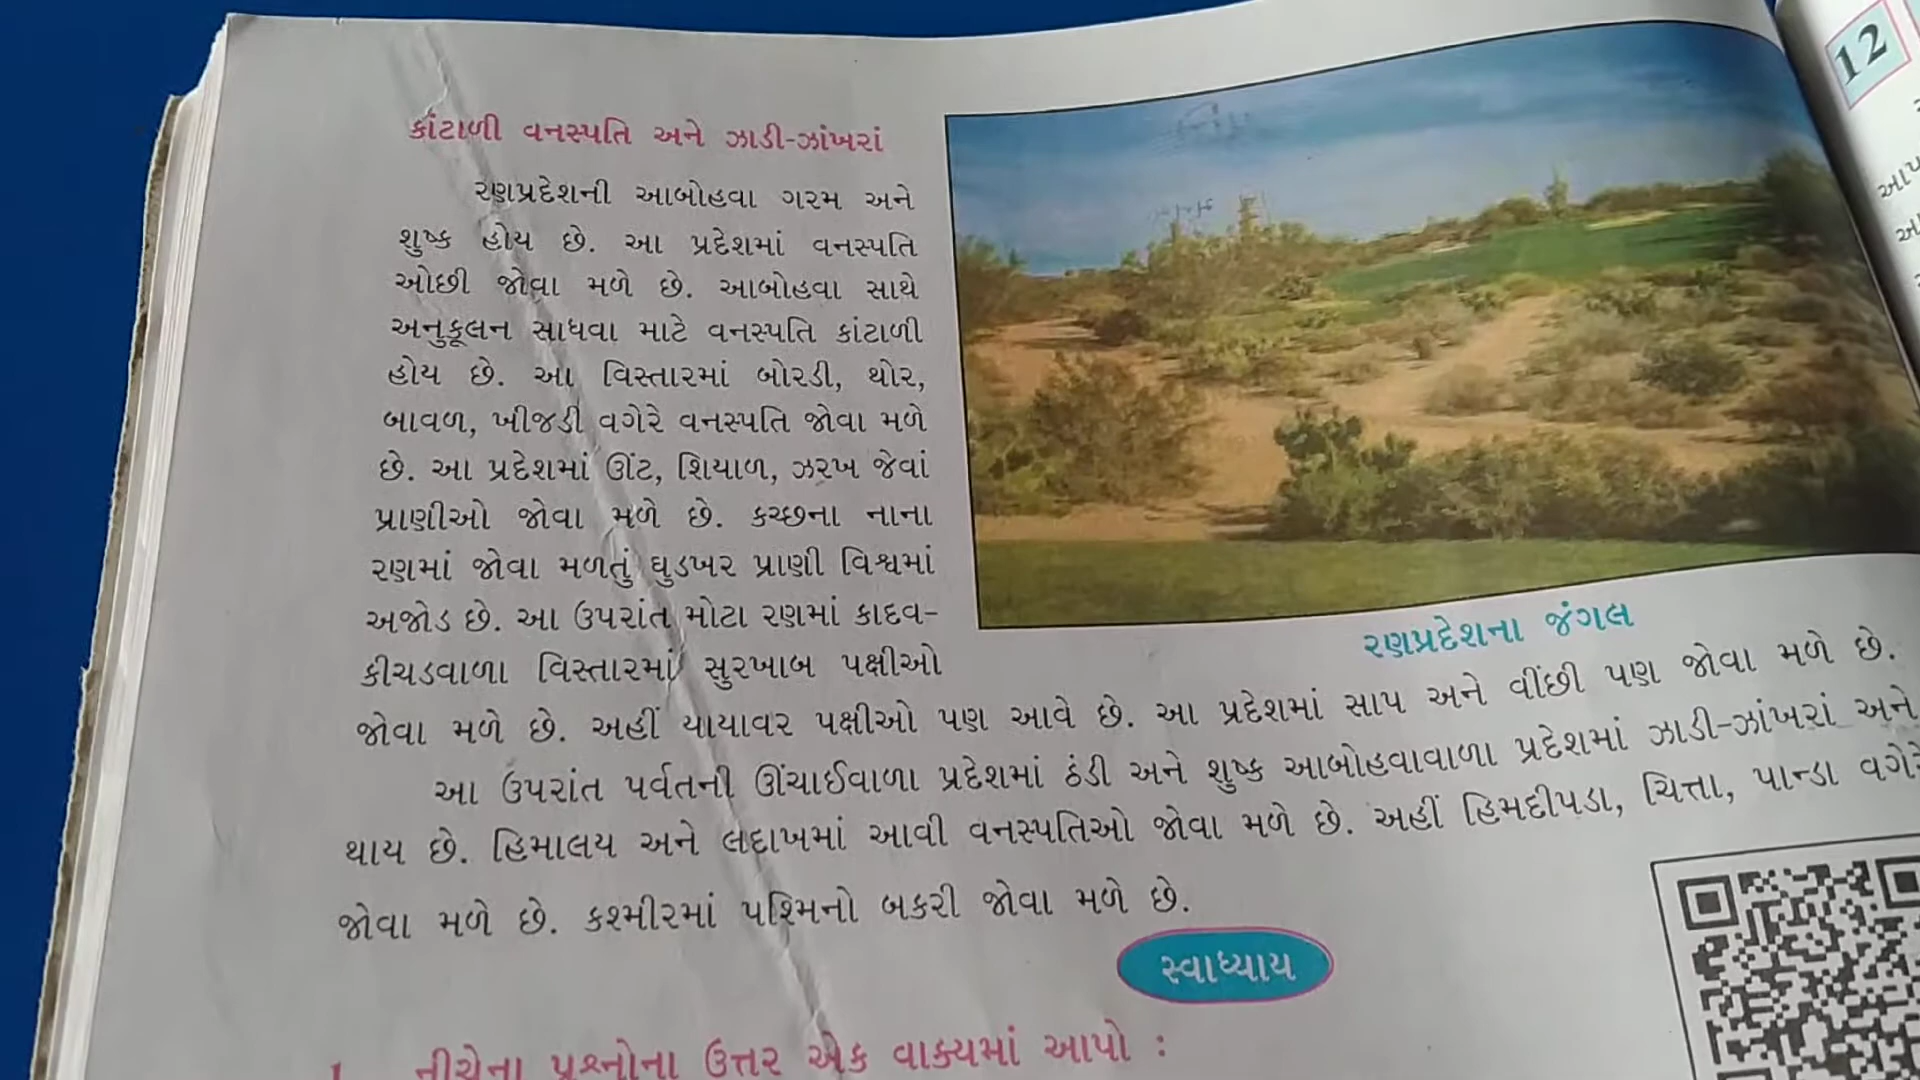 કાંટાળી વનસ્પતિ અને ઝાડી-ઝાંખરાં
રણપ્રદેશની આબોહવા ગરમ અને
શુષ્ક હોય છે. આ પ્રદેશમાં વનસ્પતિ
ઓછી જોવા મળે છે. આબોહવા સાથે
અનુકૂલન સાધવા માટે વનસ્પતિ કાંટાળી
હોય છે. આ વિસ્તારમાં બોરડી, થોર,
બાવળ, ખીજડી વગેરે વનસ્પતિ જોવા મળે
છે. આ પ્રદેશમાં ઊંટ, શિયાળ, ઝરખ જેવાં
પ્રાણીઓ જોવા મળે છે. કચ્છના નાના
રણમાં જોવા મળતું ઘુડખર પ્રાણી વિશ્વમાં
અજોડ છે. આ ઉપરાંત મોટા રણમાં કાદવ-
કીચડવાળા વિસ્તારમાં સુરખાબ પક્ષીઓ
રણપ્રદેશના જંગલ
જોવા મળે છે. અહીં યાયાવર પક્ષીઓ પણ આવે છે. આ પ્રદેશમાં સાપ અને વીંછી પણ જોવા મળે છે.
આ ઉપરાંત પર્વતની ઊંચાઈવાળા પ્રદેશમાં ઠંડી અને શુષ્ક આબોહવાવાળા પ્રદેશમાં ઝાડી-ઝાંખરાં અને
થાય છે. હિમાલય અને લદ્દાખમાં આવી વનસ્પતિઓ જોવા મળે છે. અહીં હિમદીપડા, ચિત્તા, પાન્ડા વગેરે
જોવા મળે છે. કશ્મીરમાં પશ્મિનો બકરી જોવા મળે છે.
સ્વાધ્યાય
1. નીચેના પ્રશ્નોના ઉત્તર એક વાક્યમાં આપો :
12